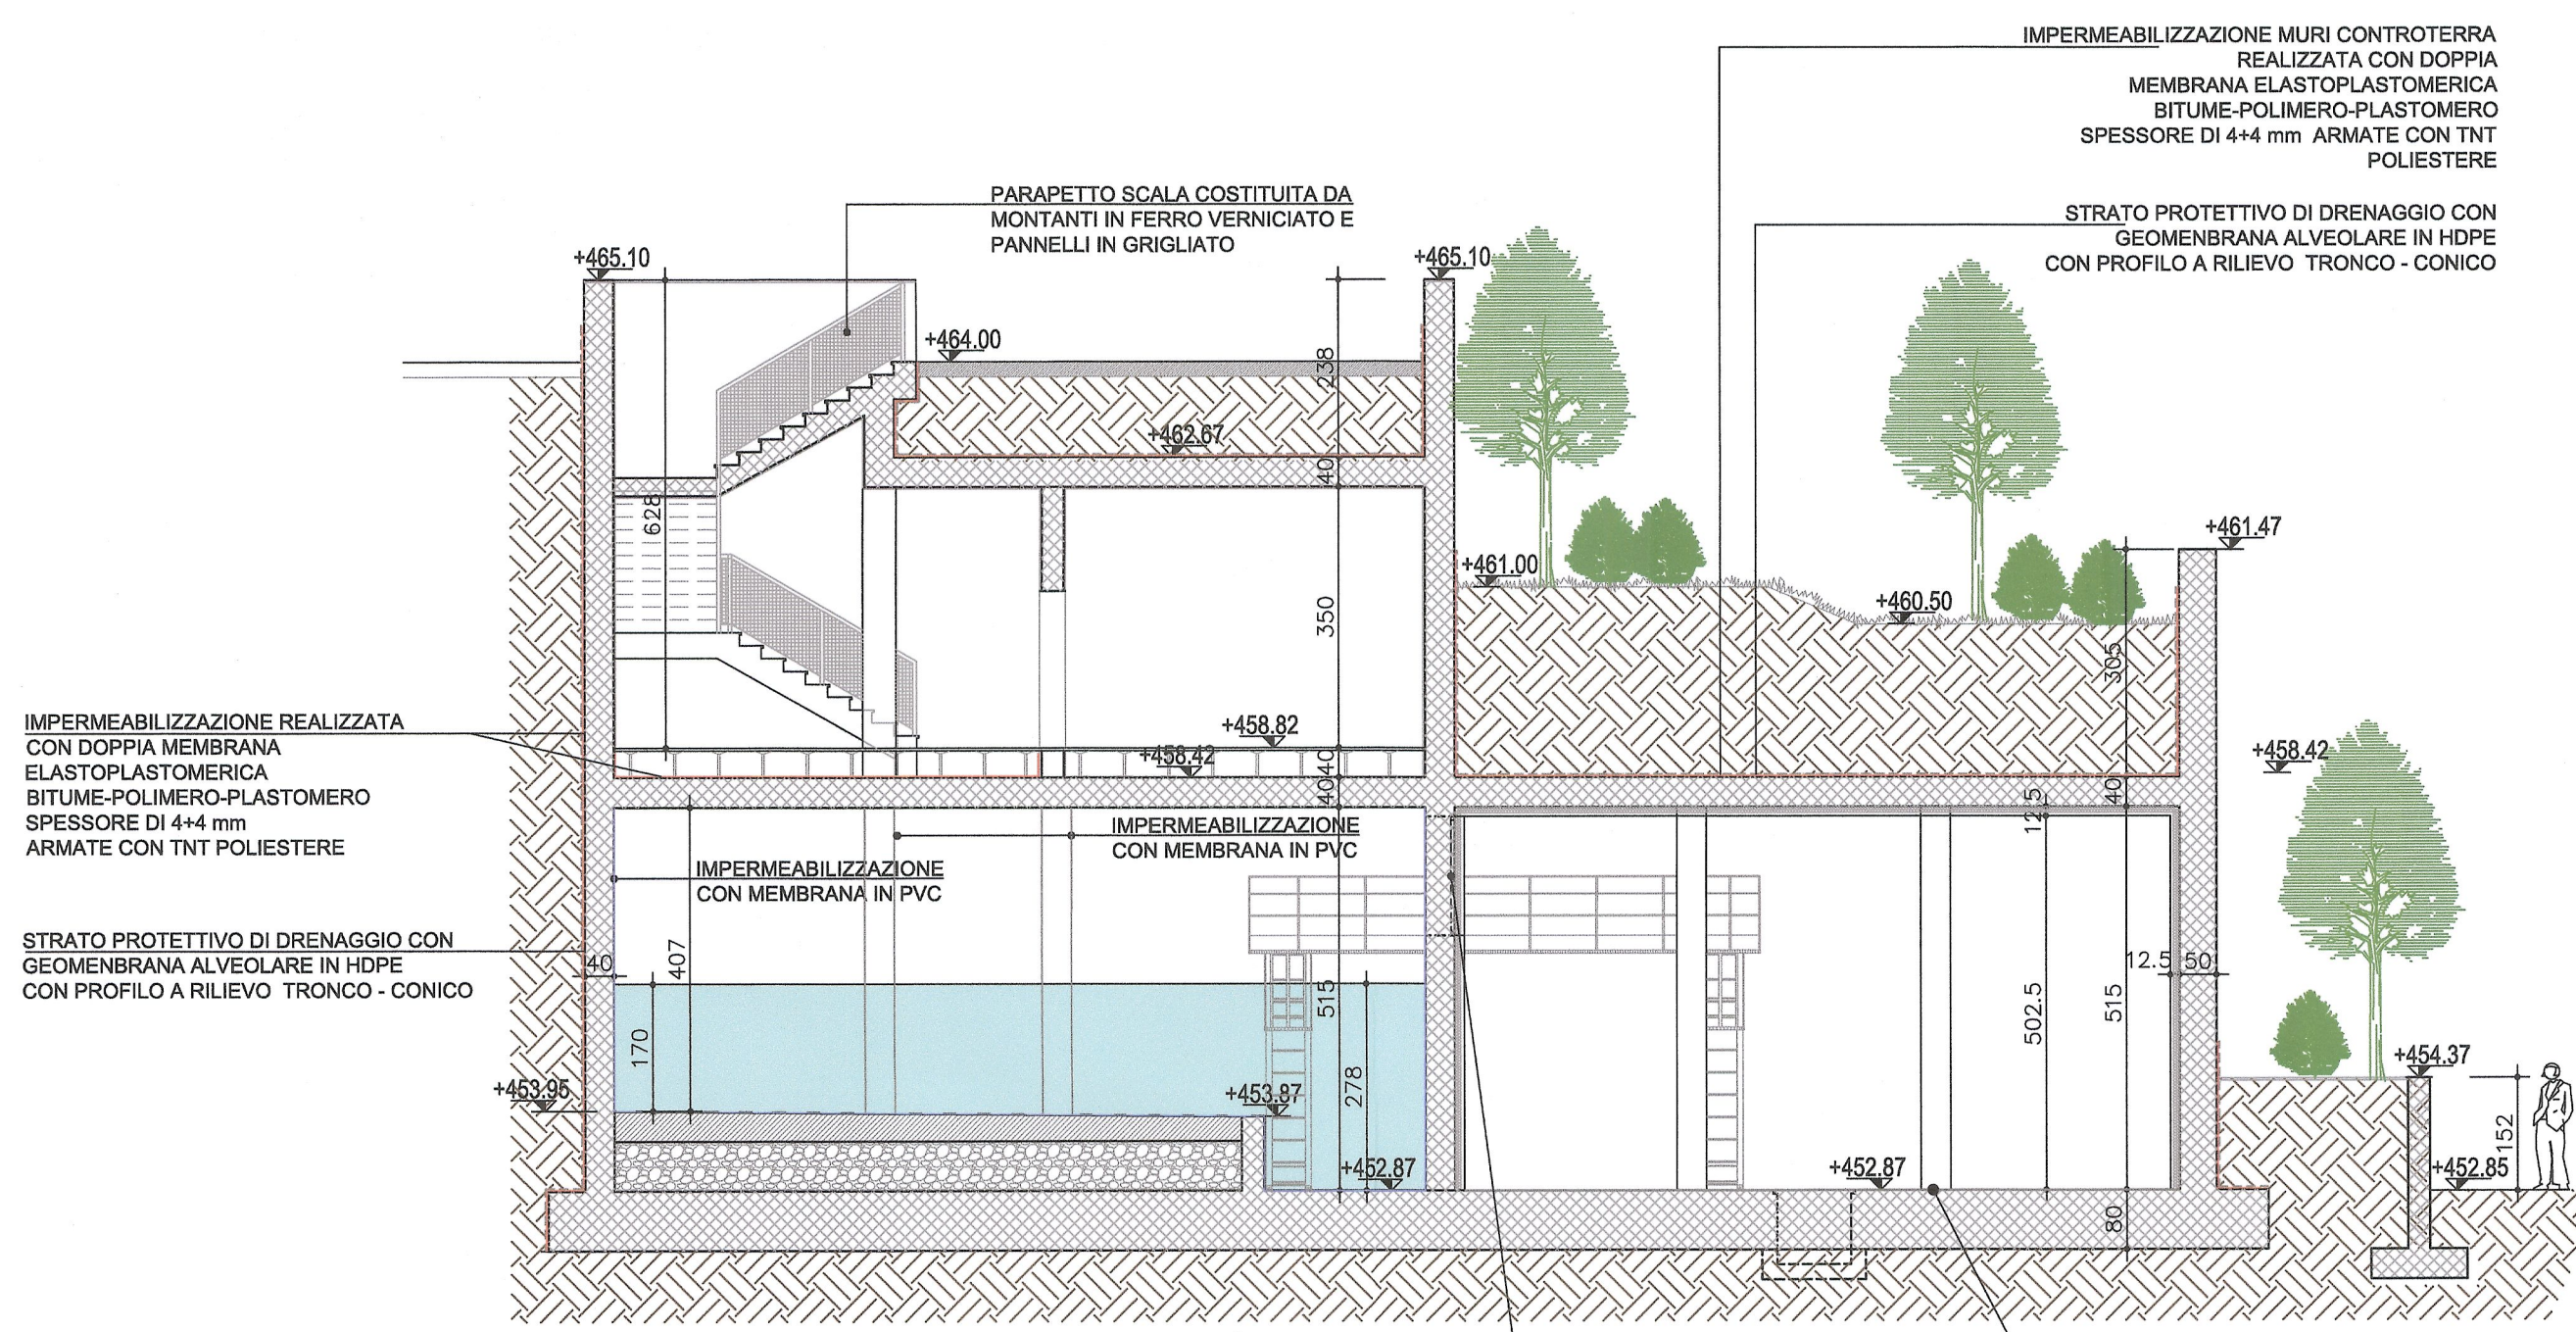 IMPERMEABILIZZAZIONE MURI CONTROTERRA
REALIZZATA CON DOPPIA
MEMBRANA ELASTOPLASTOMERICA
BITUME-POLIMERO-PLASTOMERO
SPESSORE DI 4+4 mm ARMATE CON TNT
POLIESTERE
PARAPETTO SCALA COSTITUITA DA
MONTANTI IN FERRO VERNICIATO E
PANNELLI IN GRIGLIATO
STRATO PROTETTIVO DI DRENAGGIO CON
GEOMENBRANA ALVEOLARE IN HDPE
CON PROFILO A RILIEVO TRONCO - CONICO
+465.10
+465.10
+464.00
238
+462.67
40
628
+461.47
+461.00
+460.50
350
305
IMPERMEABILIZZAZIONE REALIZZATA
CON DOPPIA MEMBRANA
ELASTOPLASTOMERICA
BITUME-POLIMERO-PLASTOMERO
SPESSORE DI 4+4 mm
ARMATE CON TNT POLIESTERE
+458.82
+458.42
+458.42
40
40
40
12.5
IMPERMEABILIZZAZIONE
CON MEMBRANA IN PVC
IMPERMEABILIZZAZIONE
CON MEMBRANA IN PVC
STRATO PROTETTIVO DI DRENAGGIO CON
GEOMENBRANA ALVEOLARE IN HDPE
CON PROFILO A RILIEVO TRONCO - CONICO
40
407
12.5
50
515
502.5
515
170
278
+453.95
+453.87
+454.37
152
+452.87
+452.87
+452.85
80